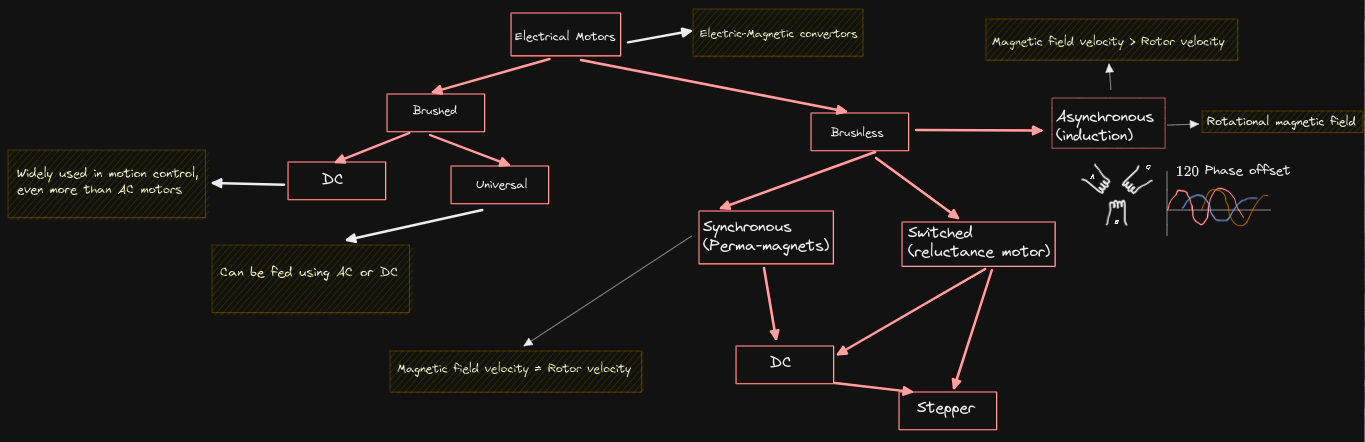 Electrical Motors
Electric-Magnetic convertors
Magnetic field velocity > Rotor velocity
Brushed
Brushless
Asynchronous
(induction)
Rotational magnetic field
DC
Universal
Widely used in motion control,
even more than AC motors
120 Phase offset
A
C
B
Synchronous
(Perma-magnets)
Switched
(reluctance motor)
Can be fed using AC or DC
Magnetic field velocity = Rotor velocity
DC
Stepper